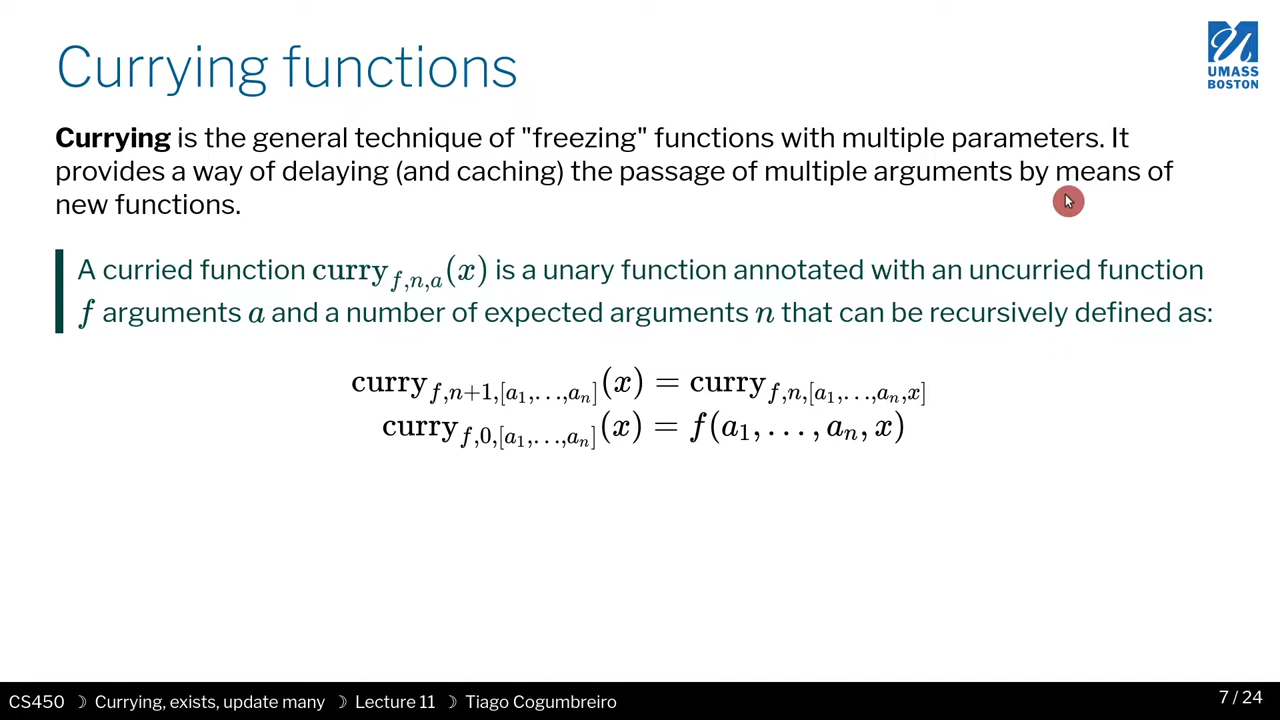 Currying functions
UMASS
BOSTON
Currying is the general technique of "freezing" functions with multiple parameters. It
provides a way of delaying (and caching) the passage of multiple arguments by means of
new functions.
A curried function curry_{f,n,a}(x) is a unary function annotated with an uncurried function
f arguments a and a number of expected arguments n that can be recursively defined as:
curry_{f,n+1,[a_1,...,a_n]}(x) = curry_{f,n,[a_1,...,a_n,x]}
curry_{f,0,[a_1,...,a_n]}(x) = f(a_1, ..., a_n, x)
CS450 ☽ Currying, exists, update many ☽ Lecture 11 ☽ Tiago Cogumbreiro
7 / 24